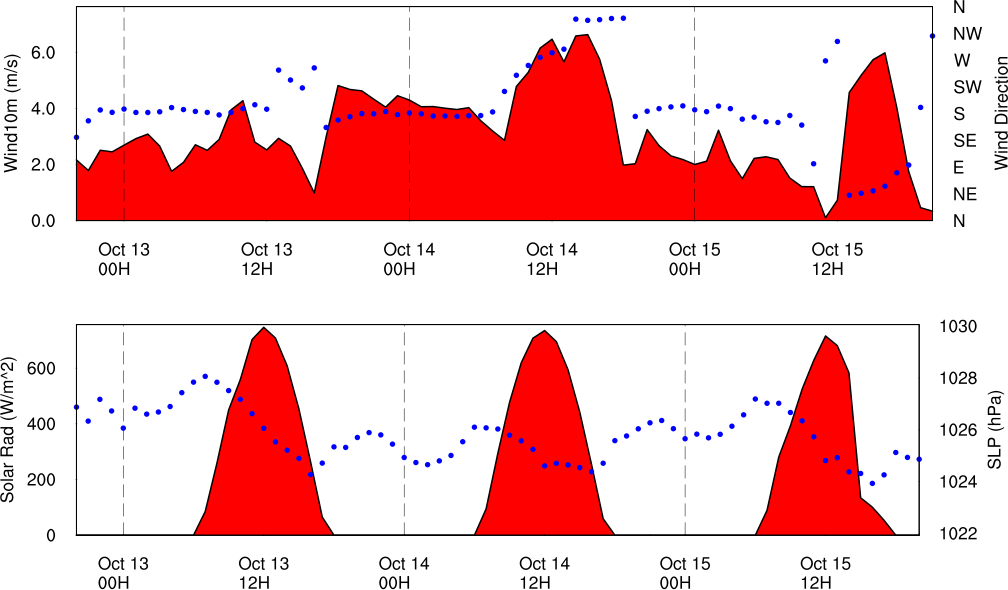 Wind10m (m/s)
6.0
4.0
2.0
0.0
N
NW
W
SW
S
SE
E
NE
N
Wind Direction
Oct 13 Oct 13 Oct 14 Oct 14 Oct 15 Oct 15
00H 12H 00H 12H 00H 12H
Solar Rad (W/m^2)
600
400
200
0
1030
1028
1026
1024
1022
SLP (hPa)
Oct 13 Oct 13 Oct 14 Oct 14 Oct 15 Oct 15
00H 12H 00H 12H 00H 12H